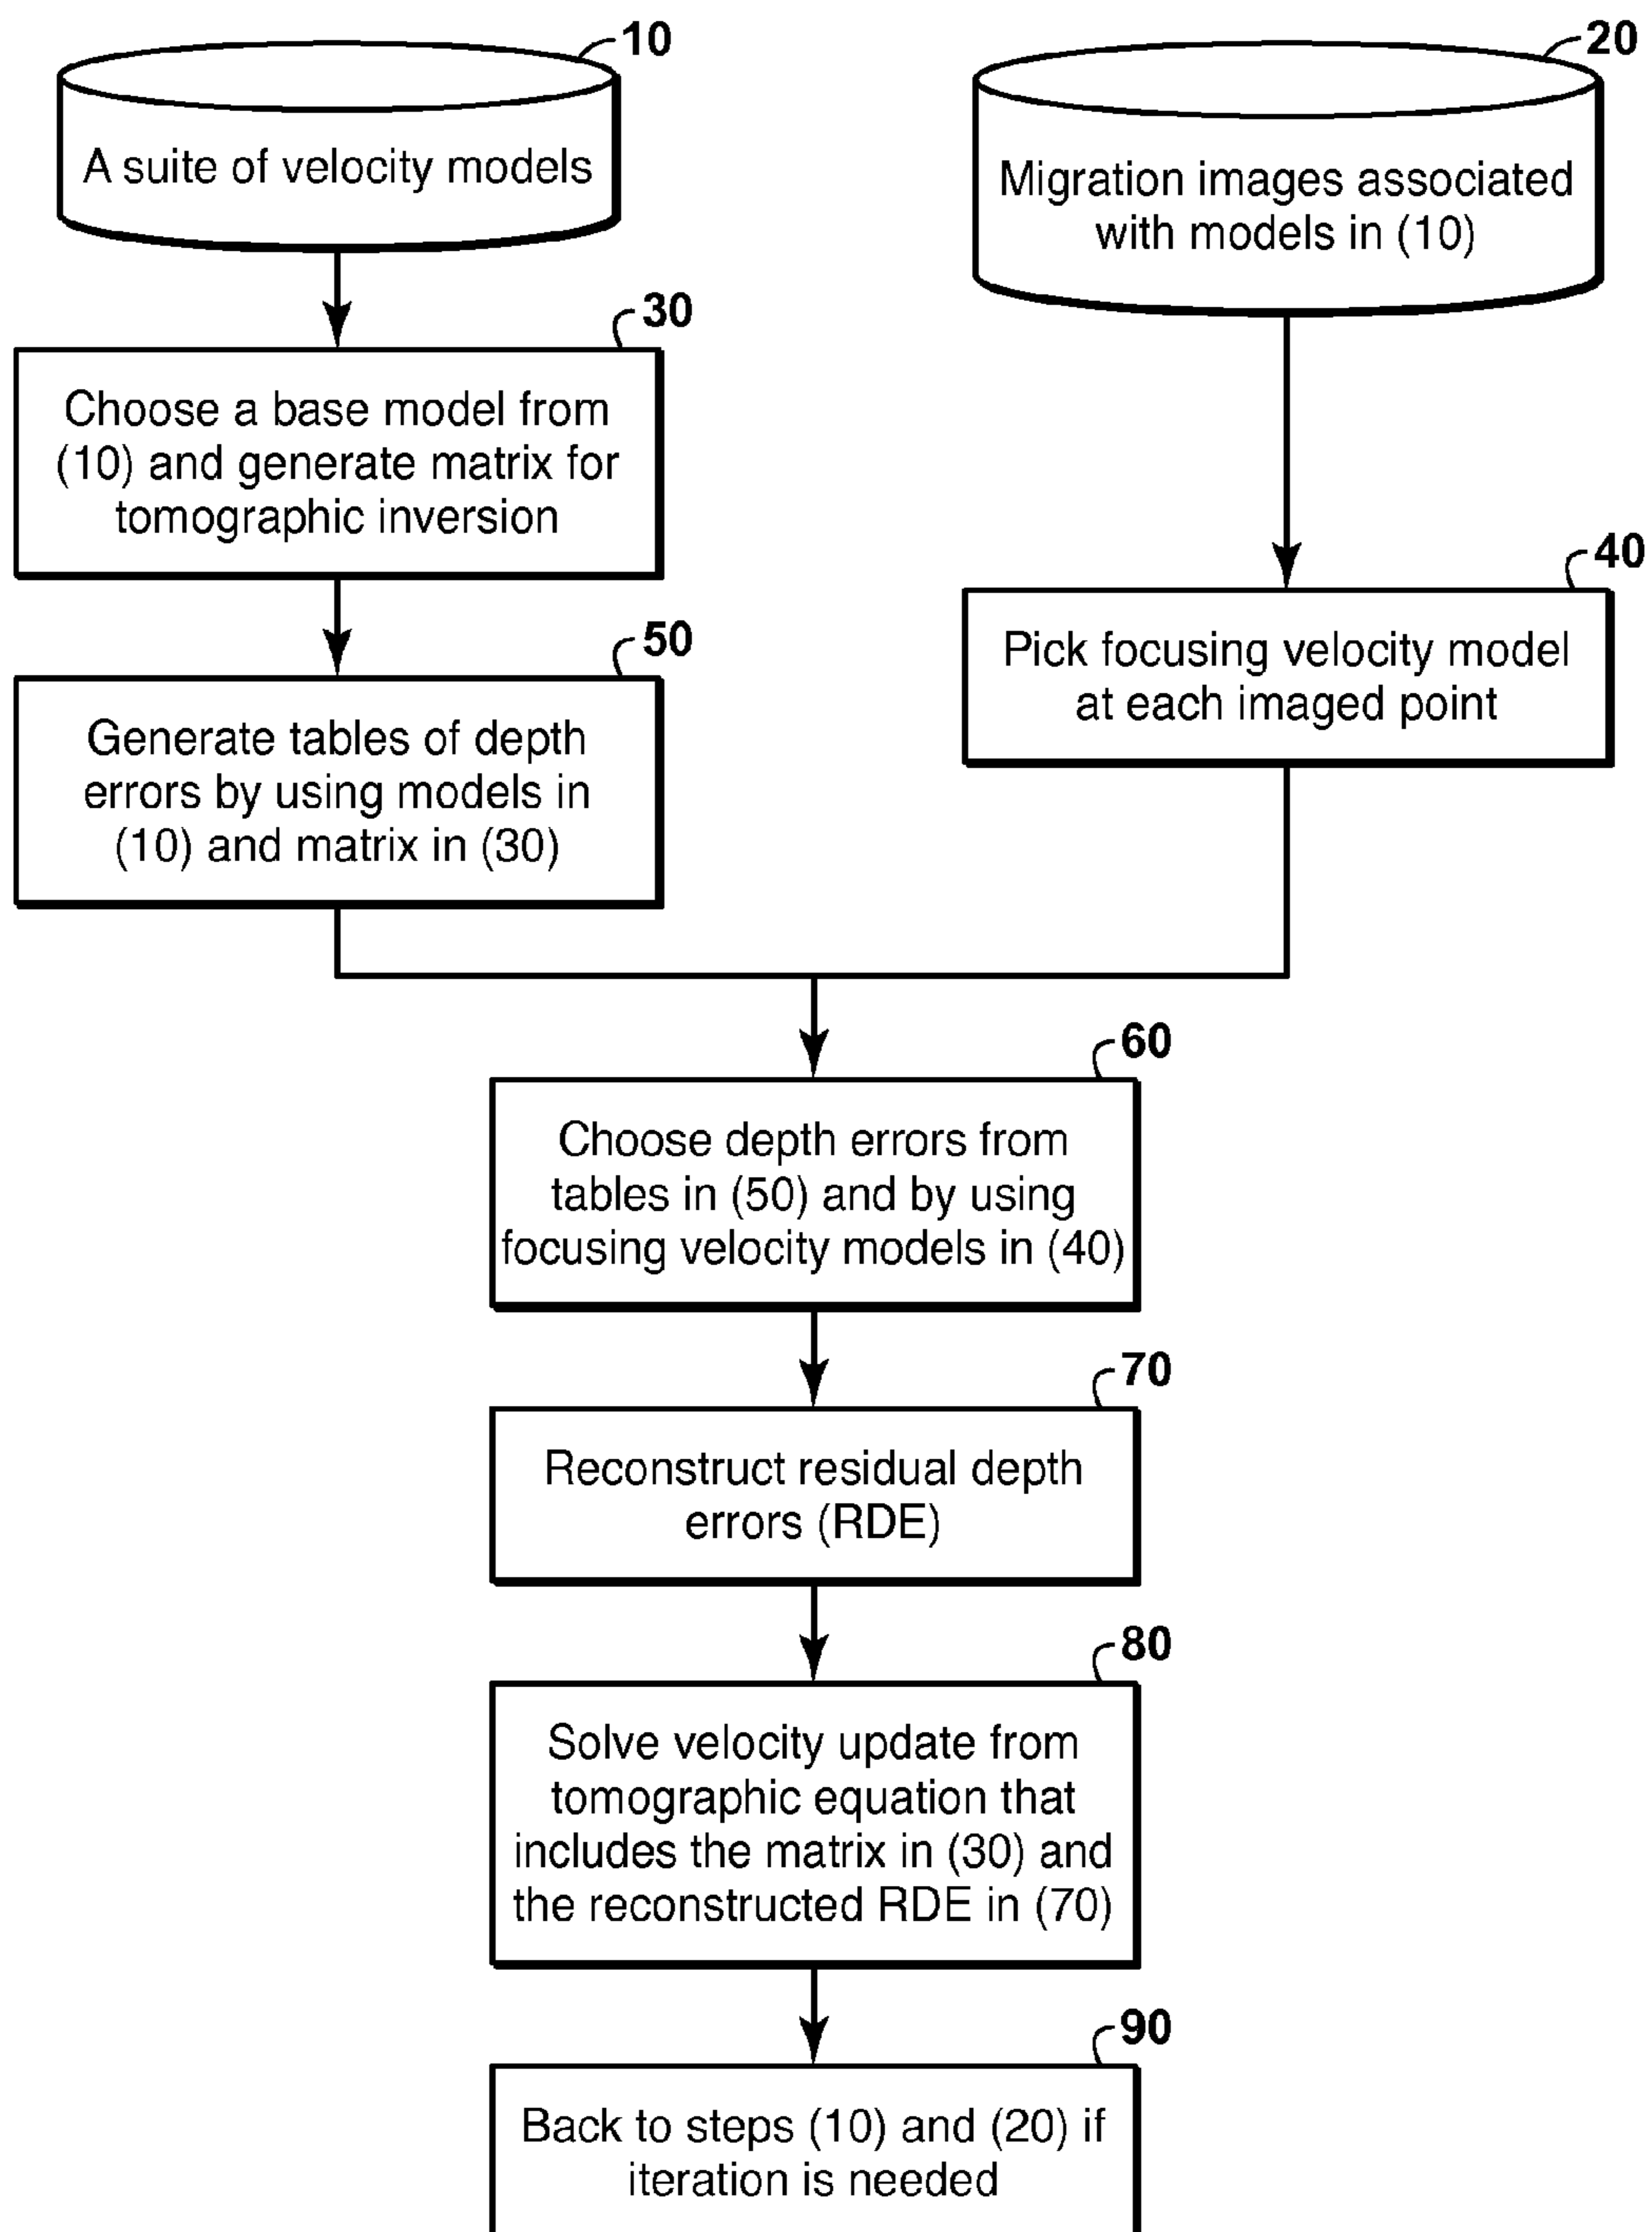 10
A suite of velocity models
20
Migration images associated
with models in (10)
30
Choose a base model from
(10) and generate matrix for
tomographic inversion
40
Pick focusing velocity model
at each imaged point
50
Generate tables of depth
errors by using models in
(10) and matrix in (30)
60
Choose depth errors from
tables in (50) and by using
focusing velocity models in (40)
70
Reconstruct residual depth
errors (RDE)
80
Solve velocity update from
tomographic equation that
includes the matrix in (30) and
the reconstructed RDE in (70)
90
Back to steps (10) and (20) if
iteration is needed